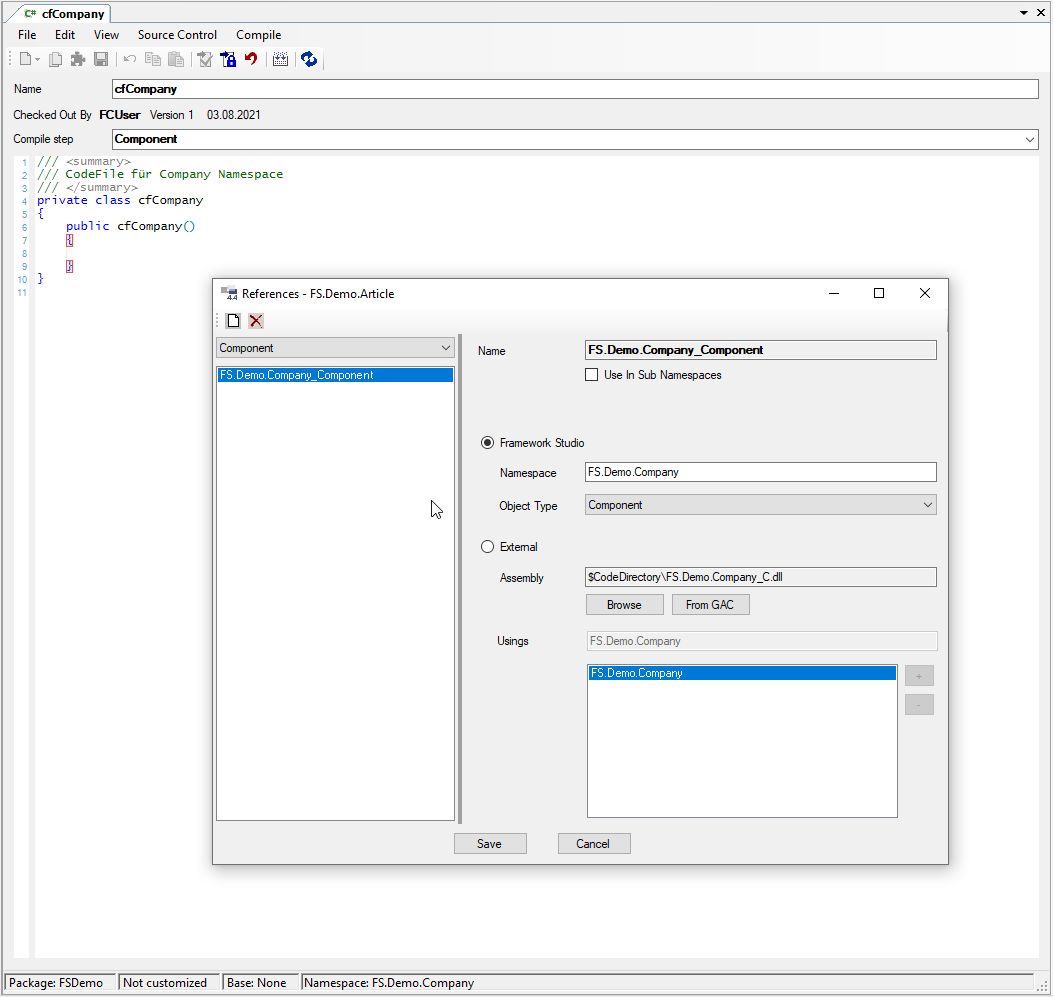 C# cfCompany
File Edit View Source Control Compile
Name cfCompany
Checked Out By FCUser Version 1 03.08.2021
Compile step Component
1 /// <summary>
2 /// CodeFile für Company Namespace
3 /// </summary>
4 private class cfCompany
5 {
6 public cfCompany()
7 {
8
9 }
10 }
11
4.4 References - FS.Demo.Article
Component
FS.Demo.Company_Component
Name FS.Demo.Company_Component
Use In Sub Namespaces
Framework Studio
Namespace FS.Demo.Company
Object Type Component
External
Assembly $CodeDirectory\FS.Demo.Company_C.dll
Browse From GAC
Usings FS.Demo.Company
FS.Demo.Company
+
-
Save Cancel
Package: FSDemo Not customized Base: None Namespace: FS.Demo.Company